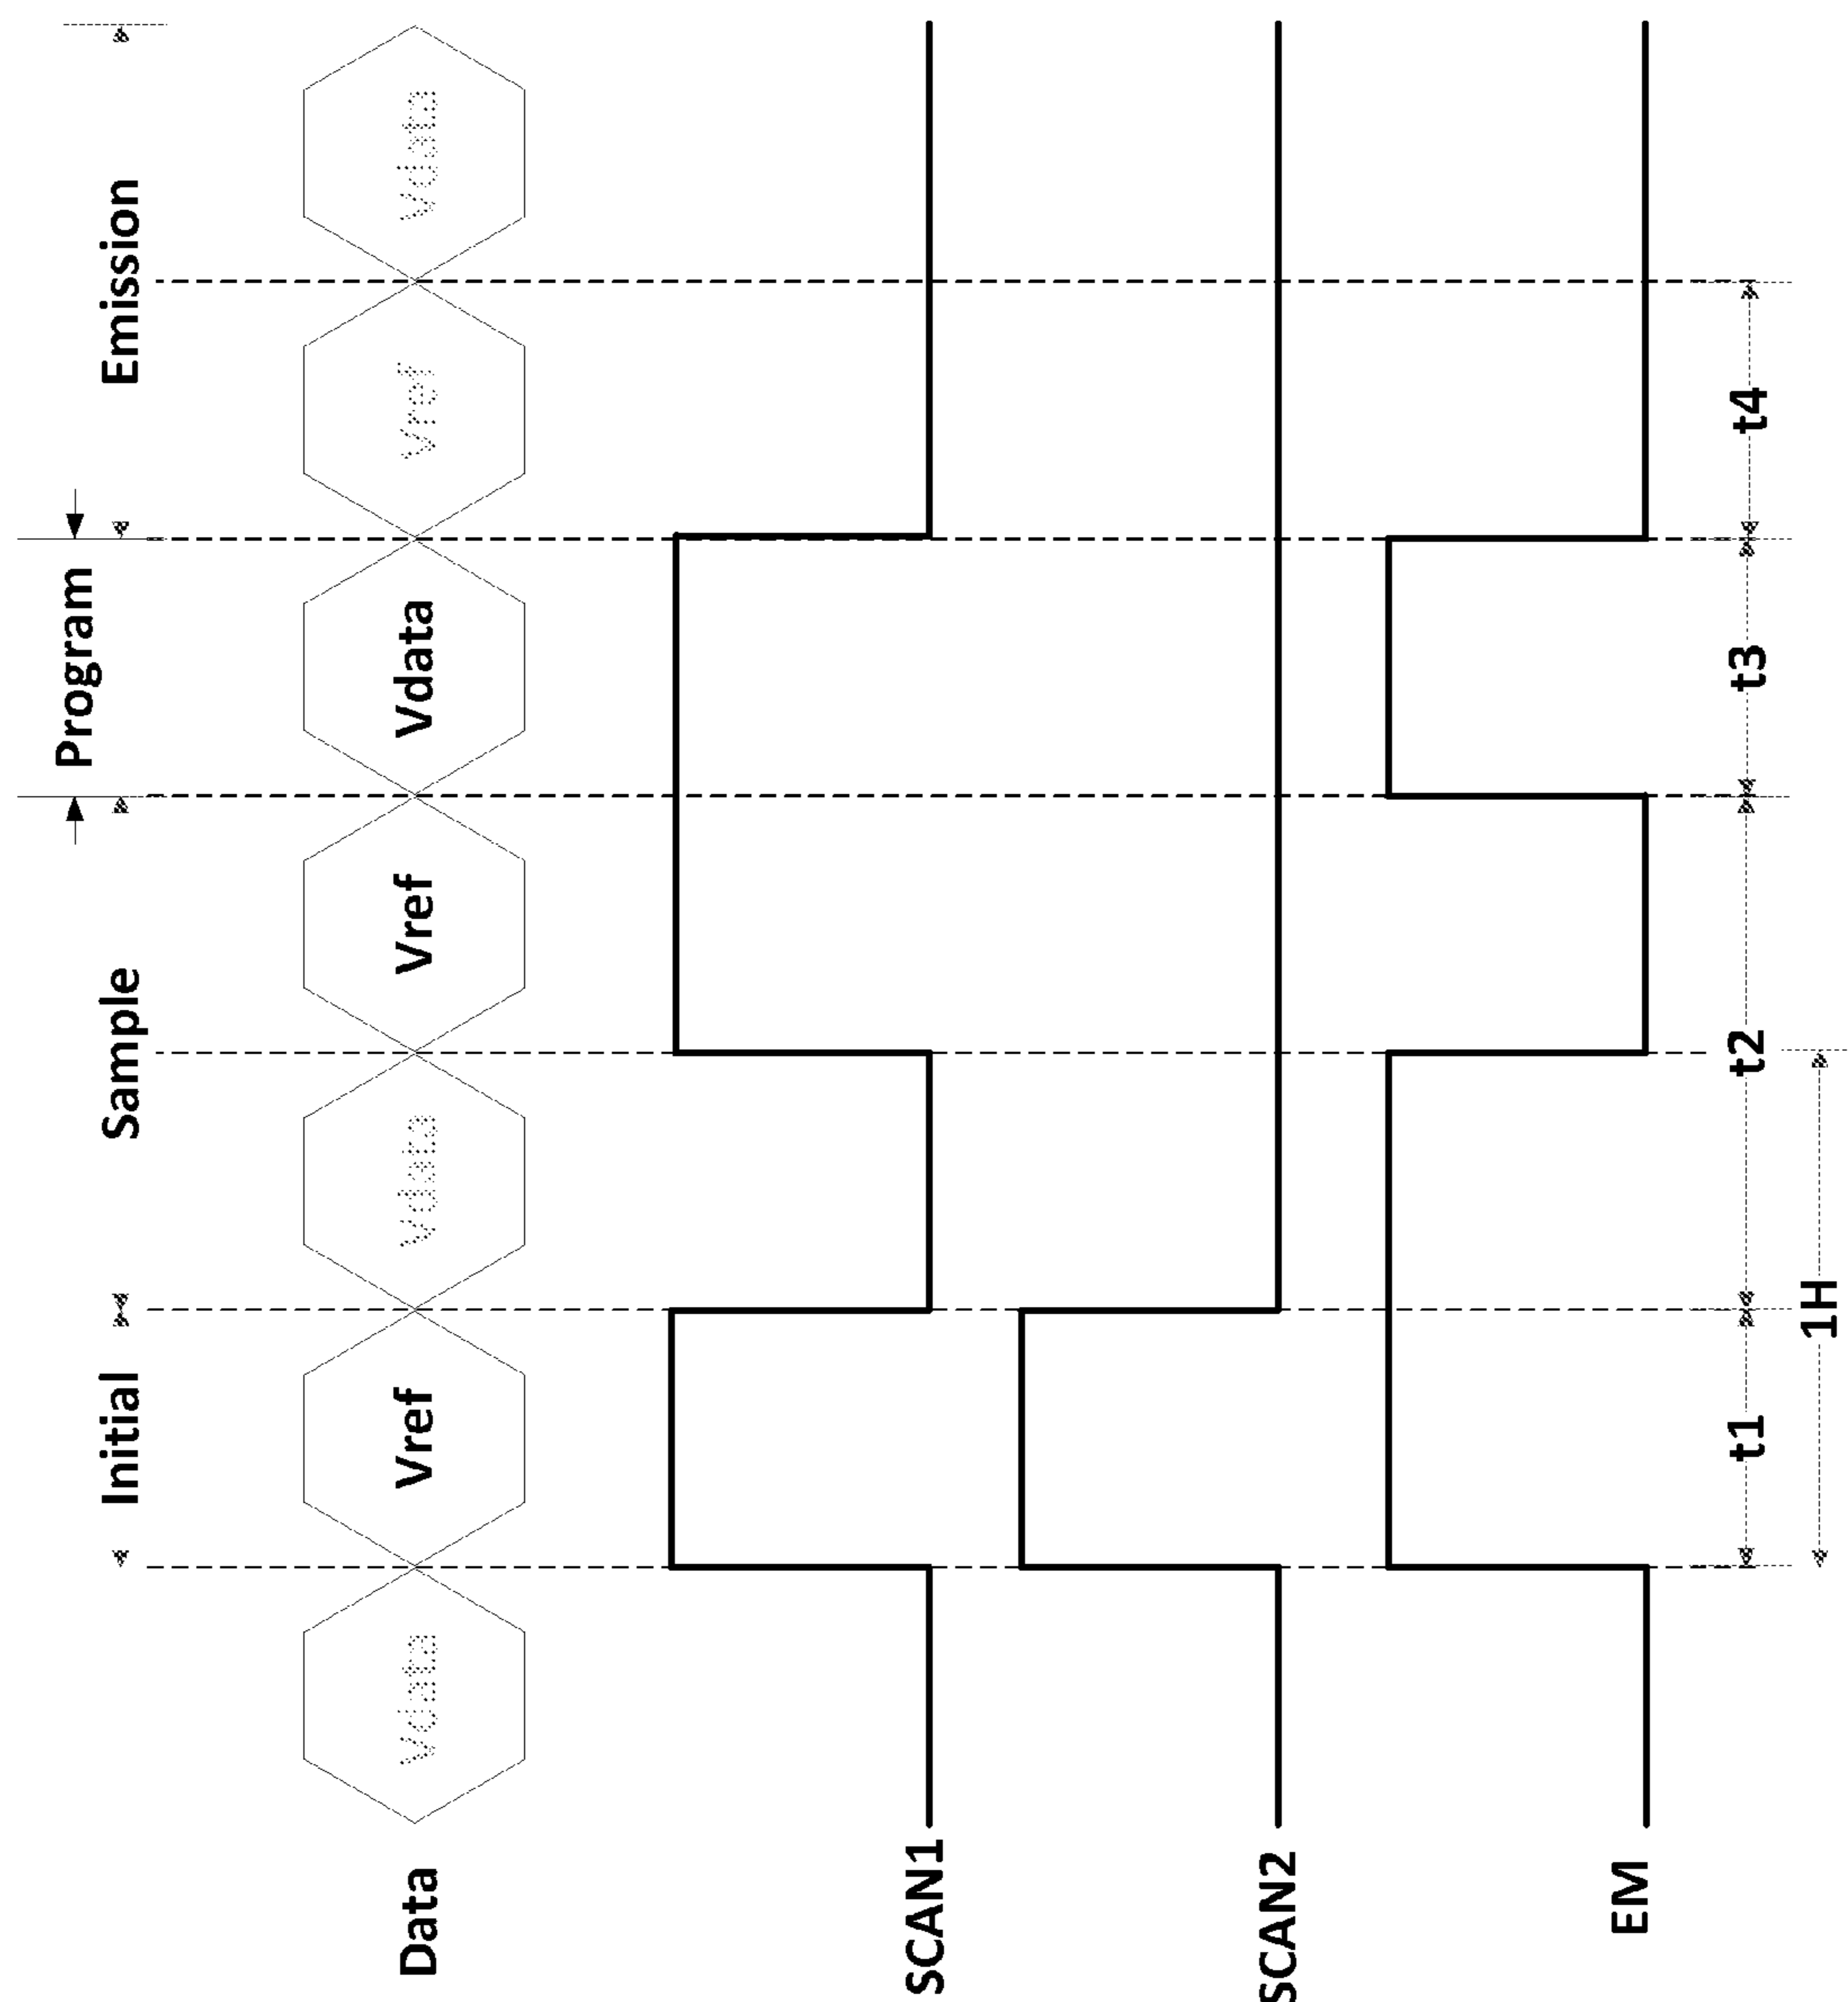 Initial
Sample
Program
Emission
Data
Vdata
Vref
Vdata
Vref
Vdata
Vref
Vdata
SCAN1
SCAN2
EM
t1
t2
t3
t4
1H